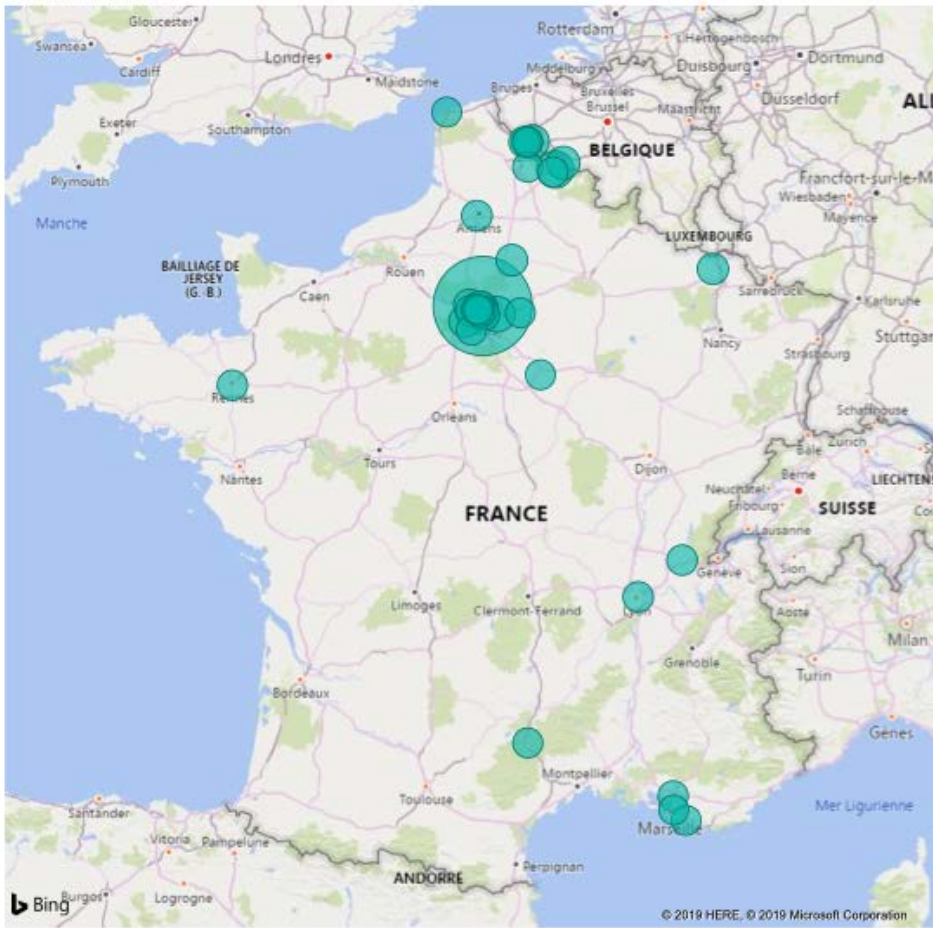 Gloucester
Swansea
Cardiff
Londres
Maidstone
Rotterdam
's Hertogenbosch
Middelburg
Duisbourg
Dortmund
Bruges
Bruxelles
Brussel
Maastricht
Düsseldorf
ALL
Exeter
Southampton
Plymouth
BELGIQUE
Francfort-sur-le-M
Wiesbaden
Mayence
Manche
LUXEMBOURG
BAILLIAGE DE
JERSEY
(G.-B.)
Rouen
Caen
Sarrebruck
Karlsruhe
Nancy
Stuttgar
Strasbourg
Rennes
Orléans
Schaffhouse
Tours
Nantes
Dijon
Bâle
Zurich
Berne
Neuchâtel
LIECHTENS
FRANCE
Fribourg
SUISSE
Lausanne
Genève
Sion
Limoges
Clermont-Ferrand
Lyon
Aoste
Milan
Grenoble
Turin
Bordeaux
Gênes
Montpellier
Toulouse
Santander
Mer Ligurienne
Marseille
Vitoria
Pampelune
Perpignan
ANDORRE
Bing
Burgos
Logrogne
© 2019 HERE, © 2019 Microsoft Corporation